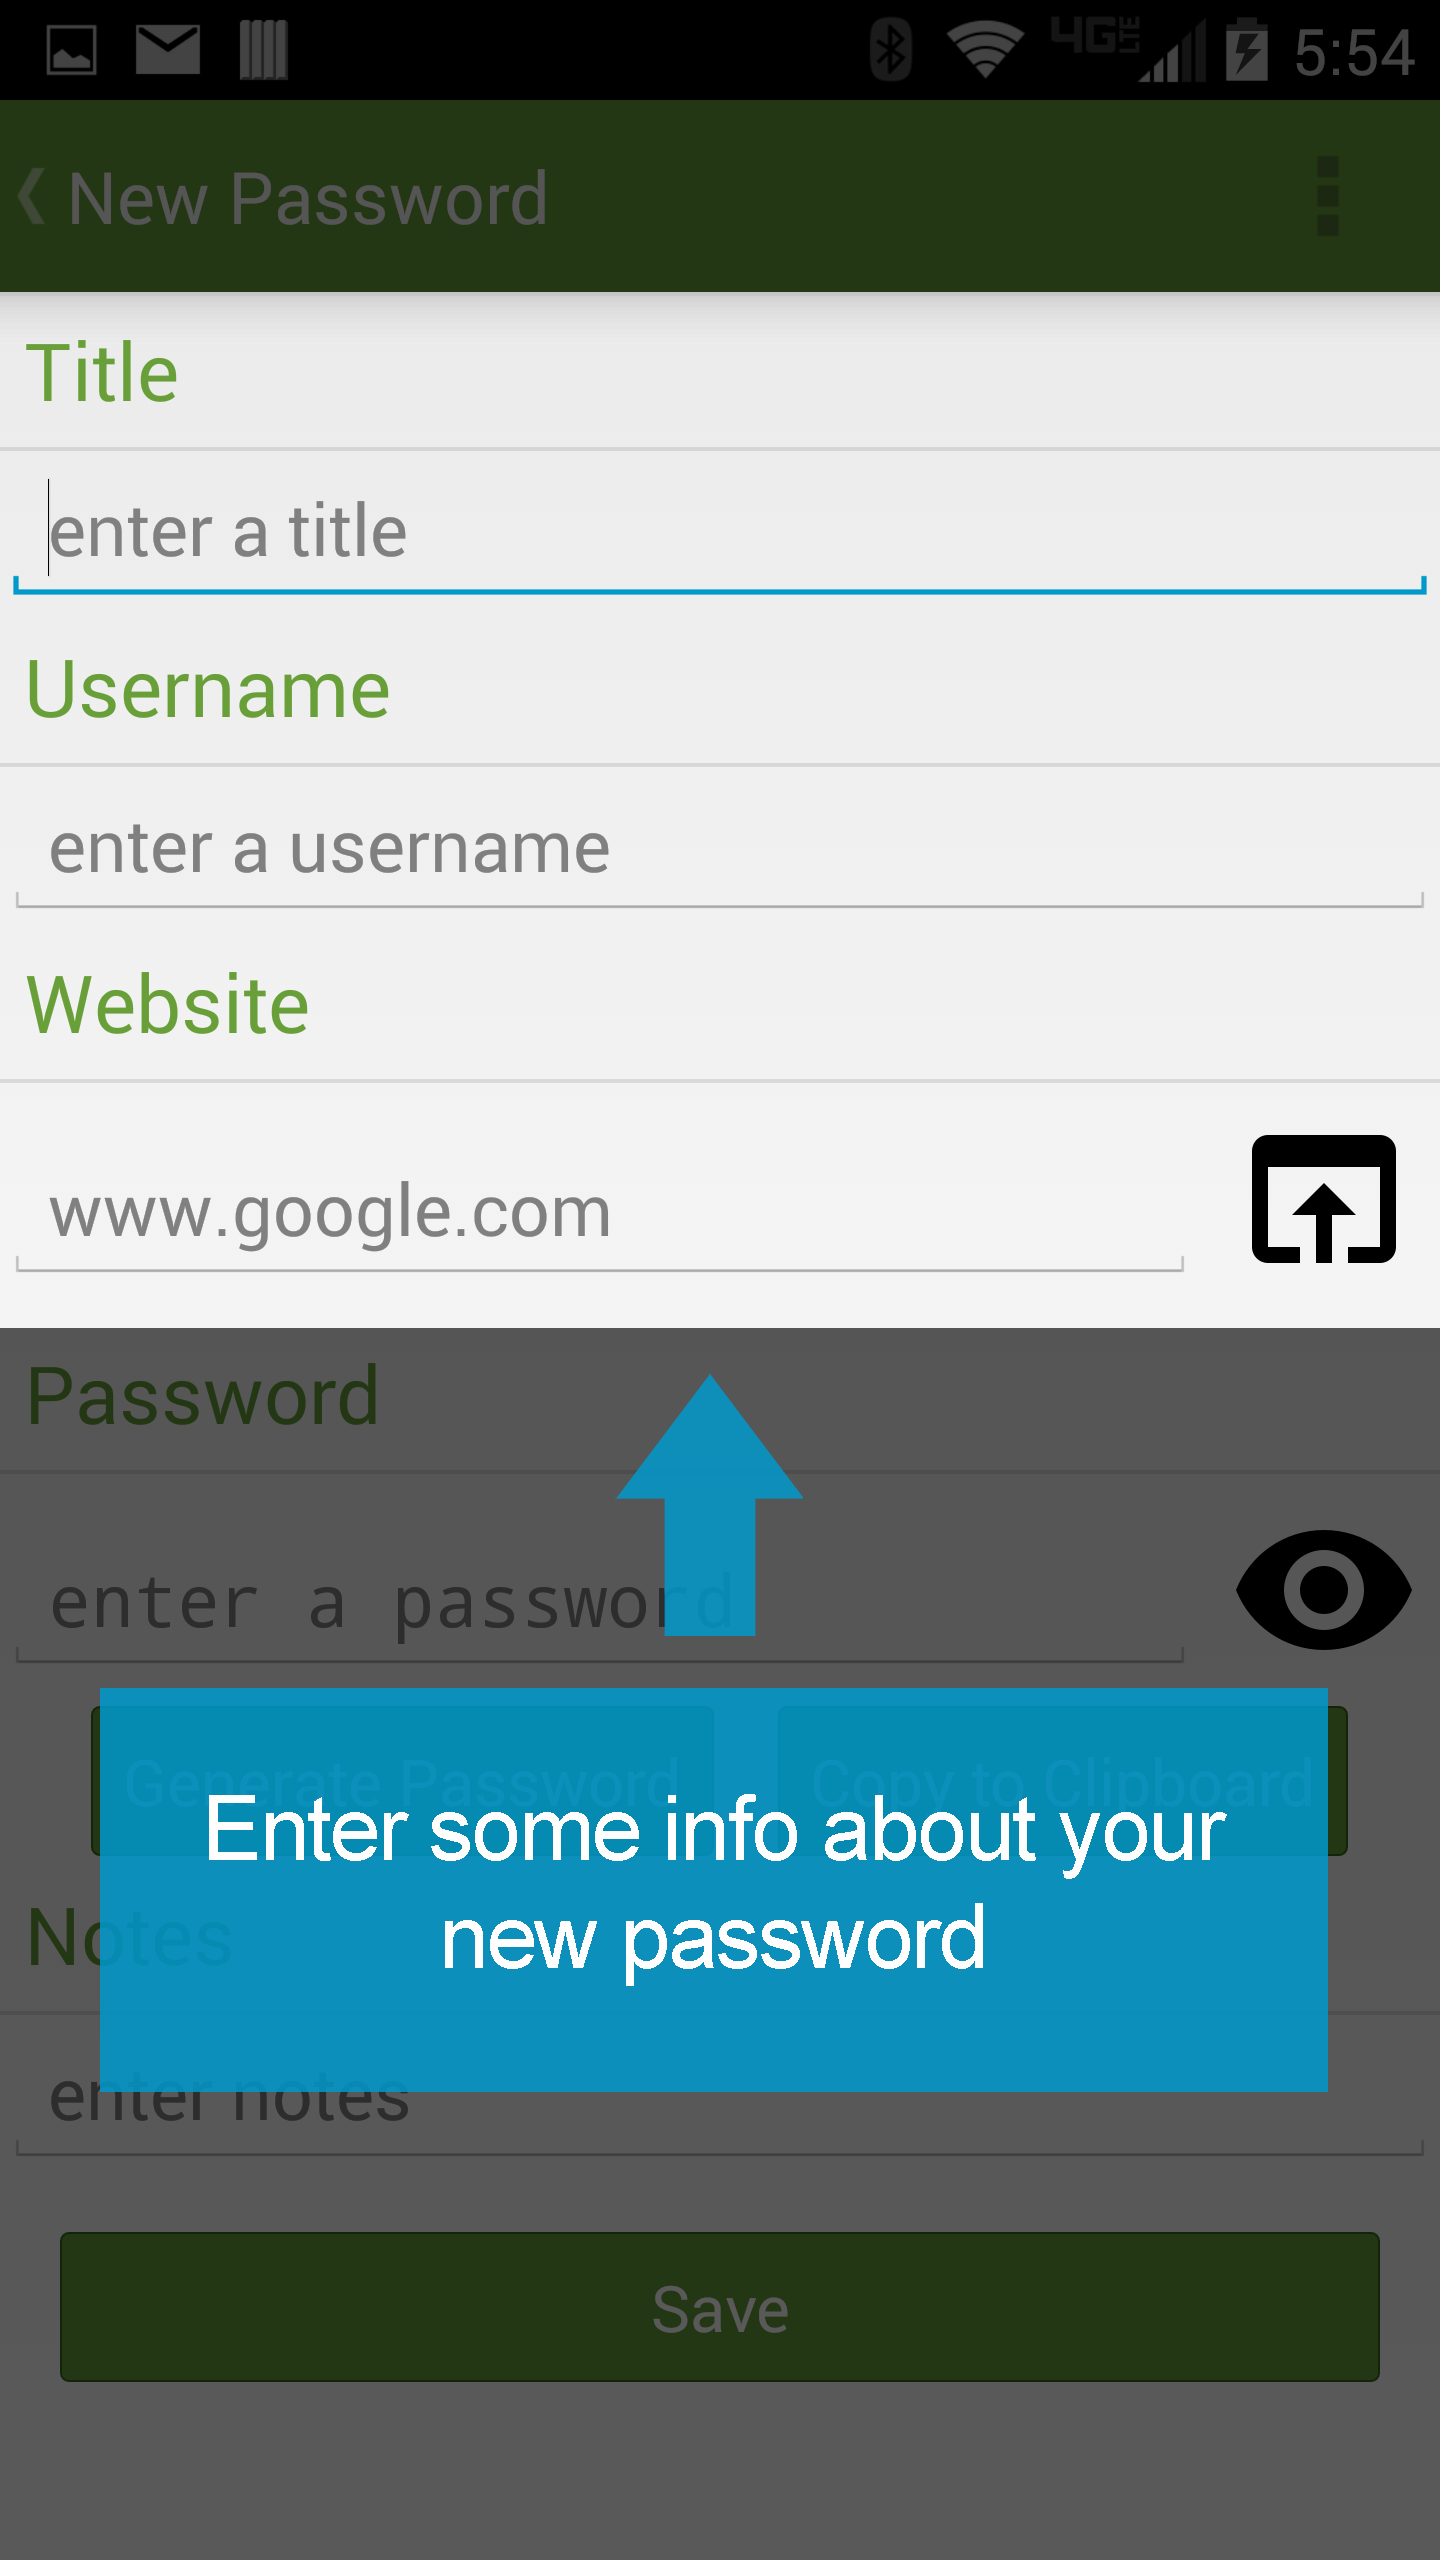 4G LTE 5:54
New Password
Title
enter a title
Username
enter a username
Website
www.google.com
Password
enter a password
Generate Password Copy to Clipboard
Enter some info about your
new password
Notes
enter notes
Save